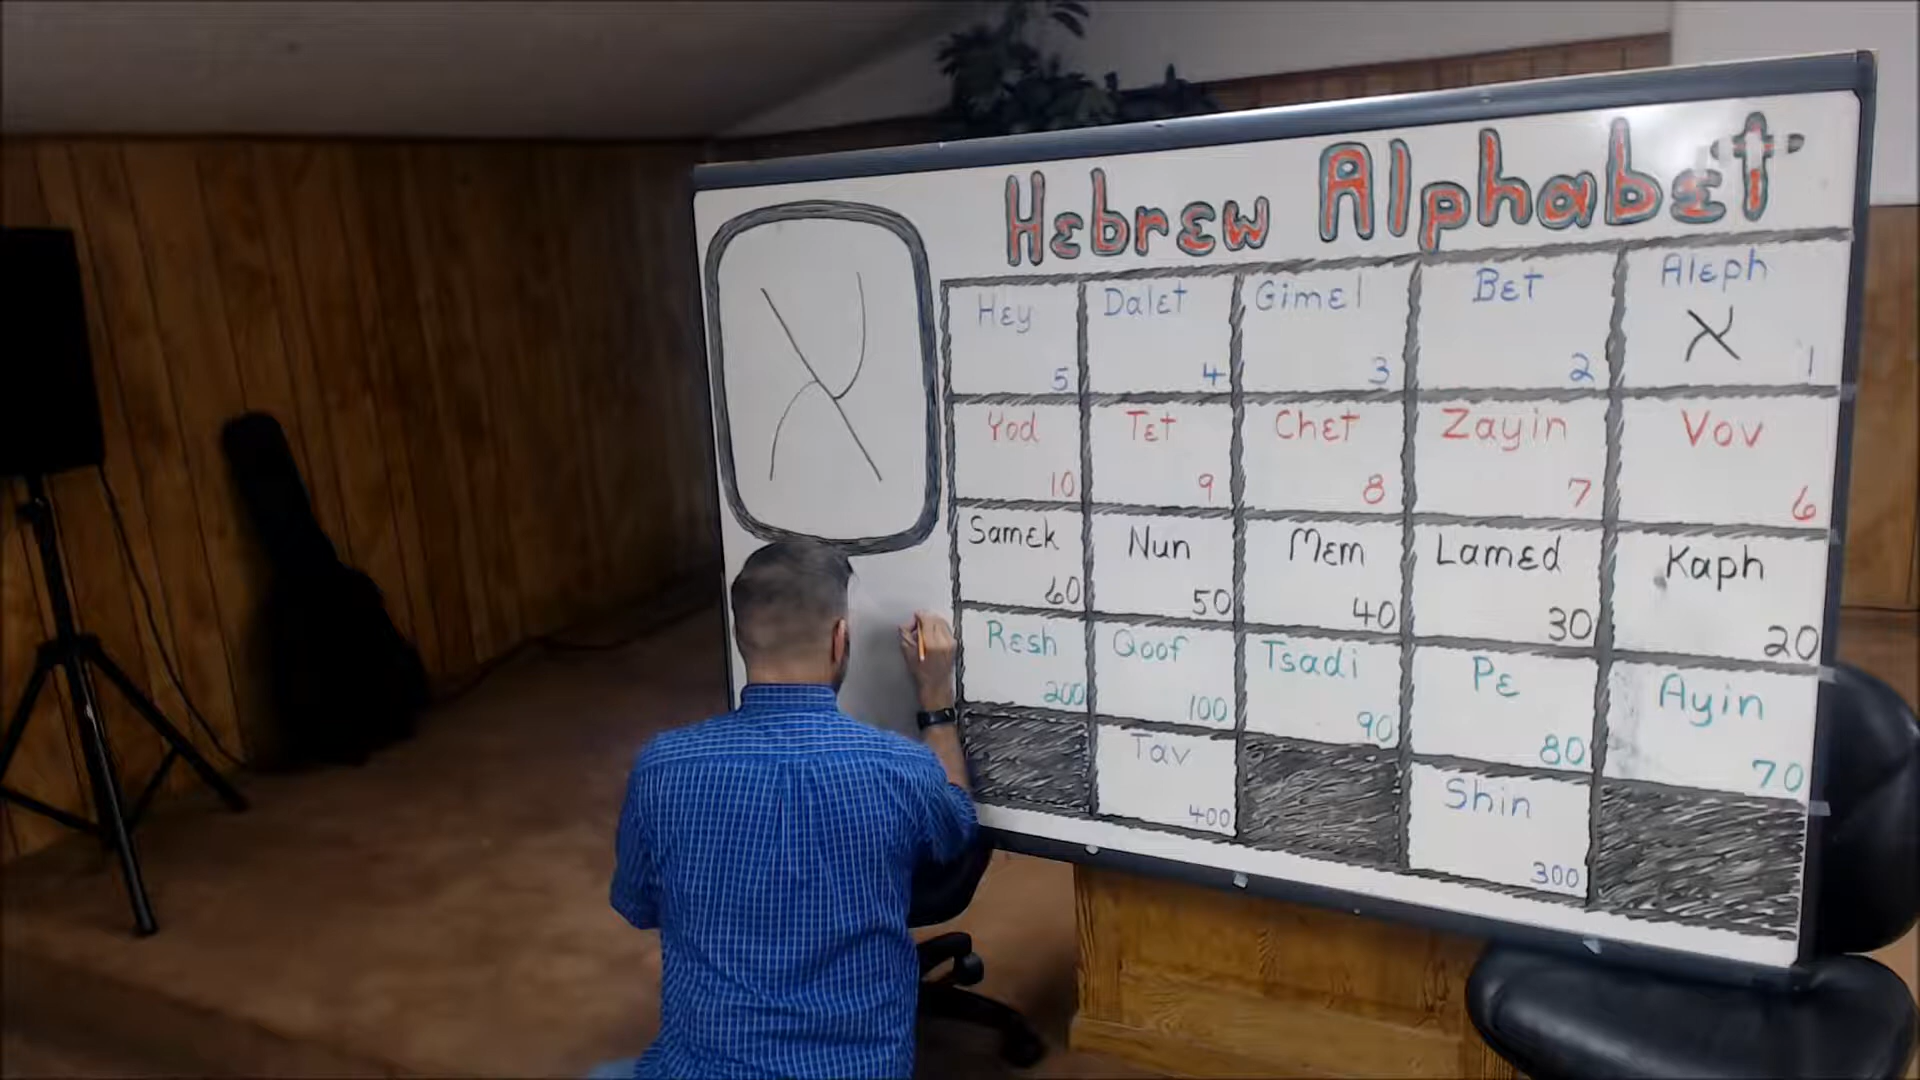 Hebrew Alphabet
א
Hey Dalet Gimel Bet Aleph
א
5 4 3 2 1
Yod Tet Chet Zayin Vov
10 9 8 7 6
Samek Nun Mem Lamed Kaph
60 50 40 30 20
Resh Qoof Tsadi Pe Ayin
200 100 90 80 70
Tav Shin
400 300